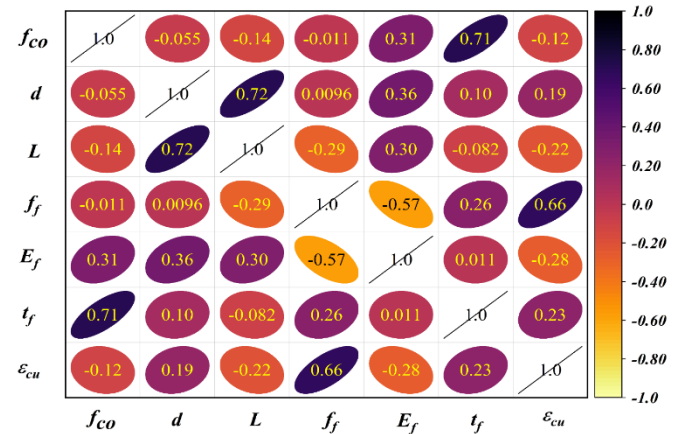 f_co 1.0 -0.055 -0.14 -0.011 0.31 0.71 -0.12
d -0.055 1.0 0.72 0.0096 0.36 0.10 0.19
L -0.14 0.72 1.0 -0.29 0.30 -0.082 -0.22
f_f -0.011 0.0096 -0.29 1.0 -0.57 0.26 0.66
E_f 0.31 0.36 0.30 -0.57 1.0 0.011 -0.28
t_f 0.71 0.10 -0.082 0.26 0.011 1.0 0.23
ε_cu -0.12 0.19 -0.22 0.66 -0.28 0.23 1.0
f_co d L f_f E_f t_f ε_cu
1.0
0.80
0.60
0.40
0.20
0.0
-0.20
-0.40
-0.60
-0.80
-1.0